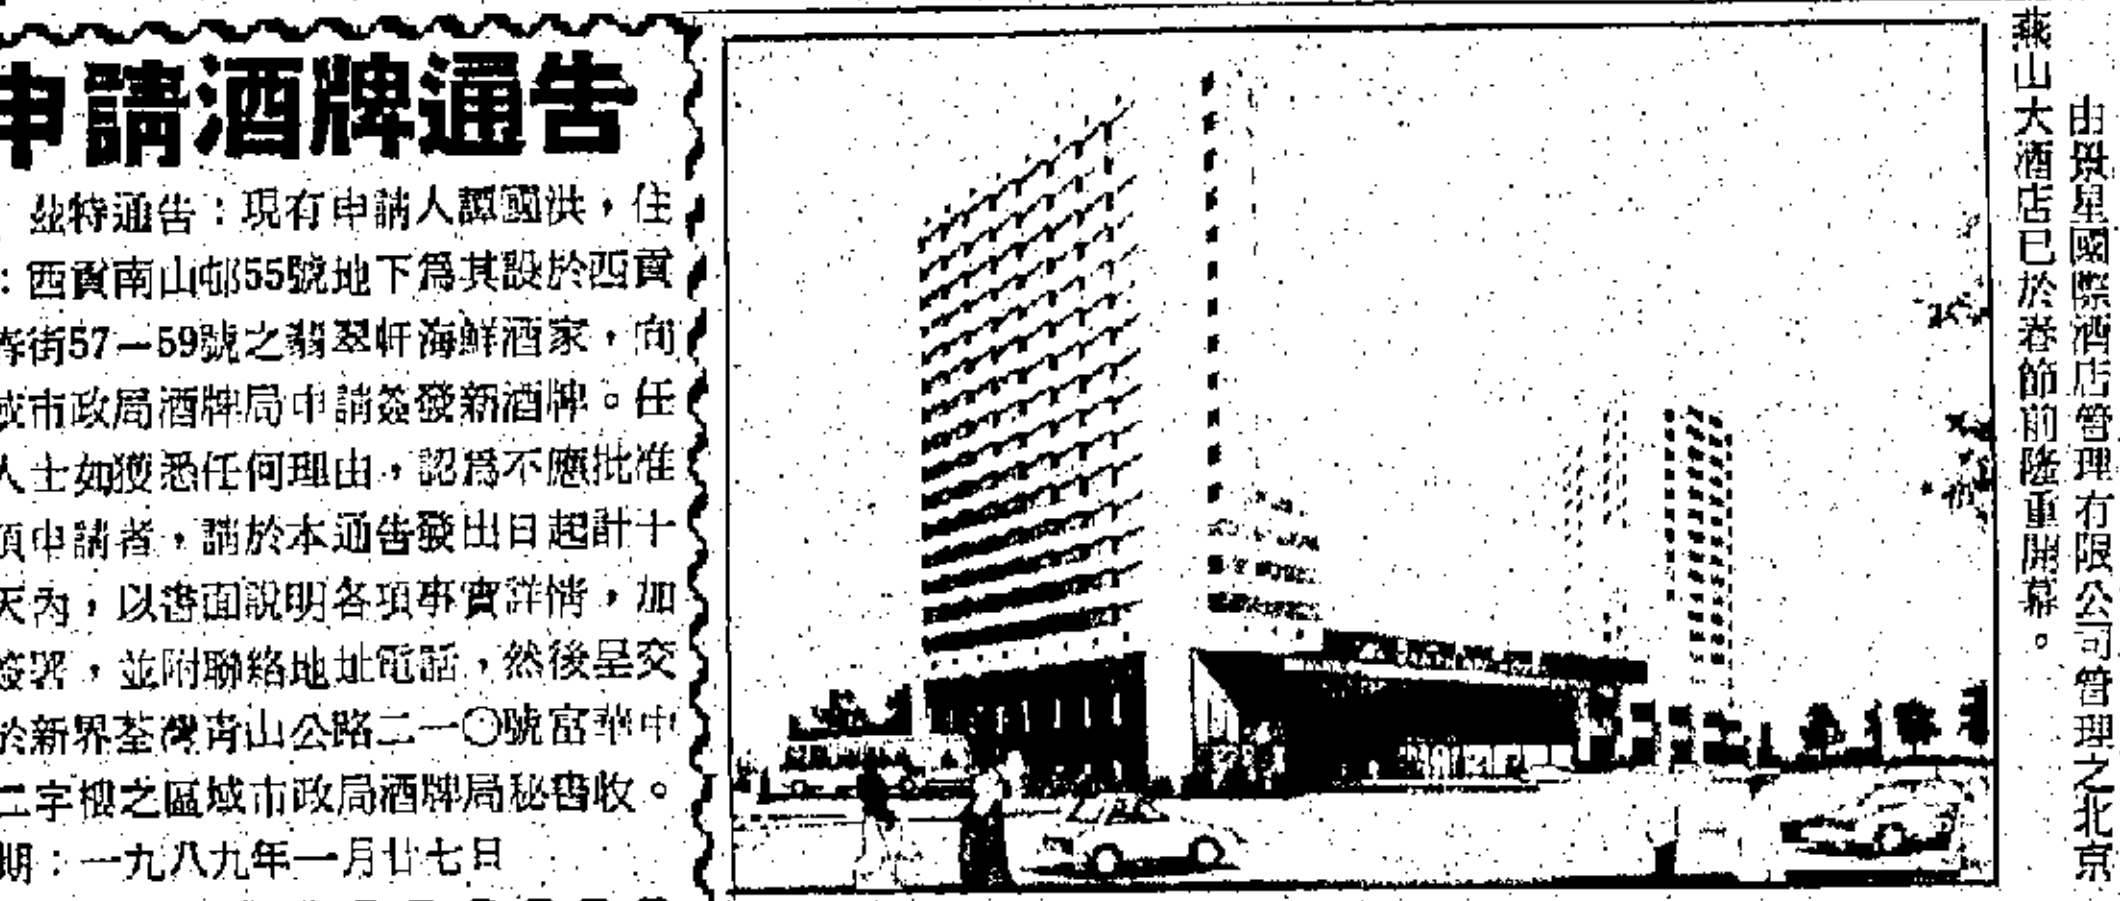 申請酒牌通告
茲特通告：現有申請人譚國洪，住
：西貢南山邨55號地下爲其設於西貢
街57—59號之翡翠軒海鮮酒家，向
域市政局酒牌局申請簽發新酒牌。任
人士如獲悉任何理由，認爲不應批准
項申請者，請於本通告發出日起計十
天內，以書面說明各項事實詳情，加
簽署，並附聯絡地址電話，然後呈交
於新界荃灣青山公路二一〇號富華中
二字樓之區域市政局酒牌局秘書收。
期：一九八九年一月廿七日
由景星國際酒店管理有限公司管理之北京
燕山大酒店已於春節前隆重開幕。